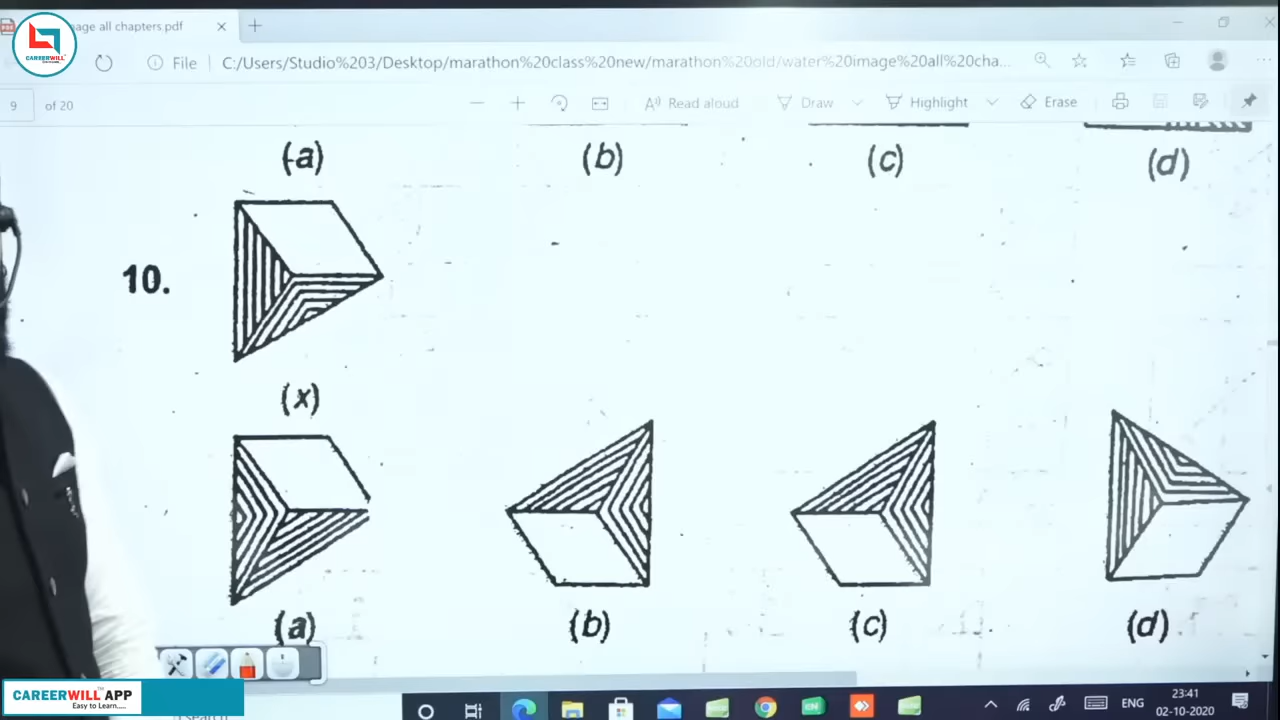 nage all chapters.pdf
CAREERWILL
File
C:/Users/Studio%203/Desktop/marathon%20class%20new/marathon%20old/water%20image%20all%20cha...
9 of 20
Read aloud
Draw
Highlight
Erase
(a) (b) (c) (d)
10.
(x)
(a) (b) (c) (d)
CAREERWILL APP
Easy to Learn.....
search
ENG
23:41
02-10-2020